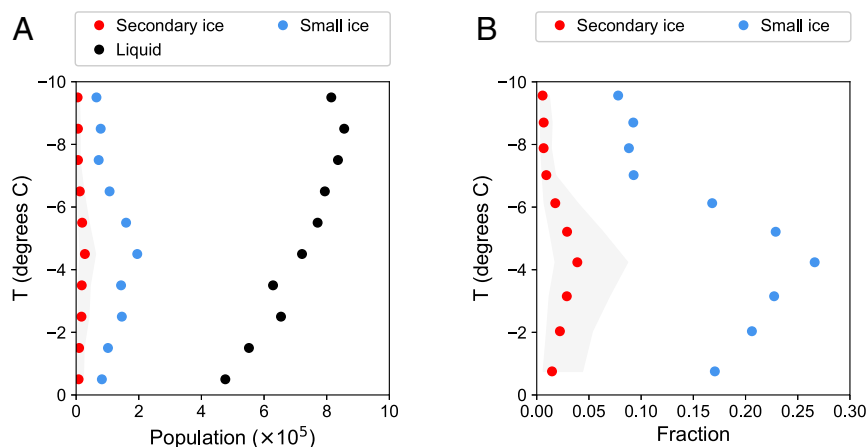 A
Secondary ice
Small ice
Liquid
−10
−8
−6
−4
−2
0
T (degrees C)
0
2
4
6
8
10
Population (×10⁵)
B
Secondary ice
Small ice
−10
−8
−6
−4
−2
0
T (degrees C)
0.00
0.05
0.10
0.15
0.20
0.25
0.30
Fraction